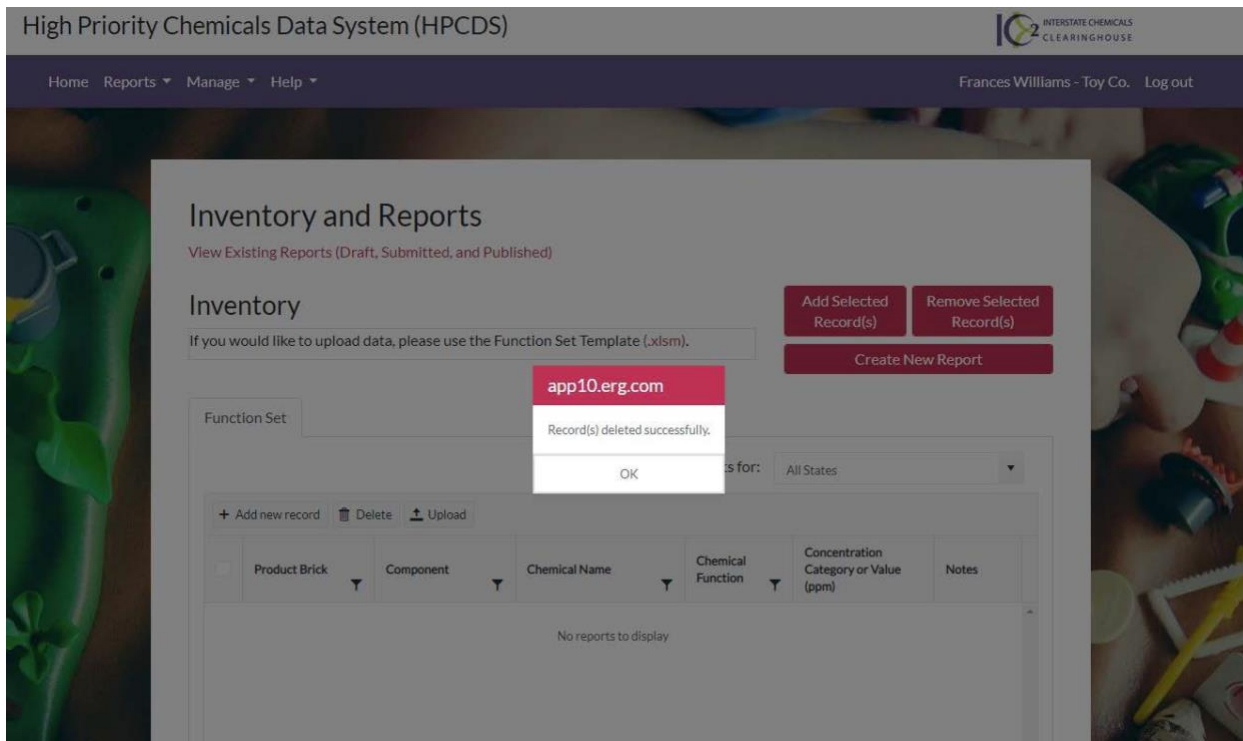 High Priority Chemicals Data System (HPCDS)
IC2 INTERSTATE CHEMICALS
CLEARINGHOUSE
Home Reports Manage Help Frances Williams - Toy Co. Log out
Inventory and Reports
View Existing Reports (Draft, Submitted, and Published)
Inventory
If you would like to upload data, please use the Function Set Template (.xlsm).
Add Selected
Record(s)
Remove Selected
Record(s)
Create New Report
app10.erg.com
Record(s) deleted successfully.
OK
Function Set
s for: All States
+ Add new record Delete Upload
Product Brick
Component
Chemical Name
Chemical
Function
Concentration
Category or Value
(ppm)
Notes
No reports to display